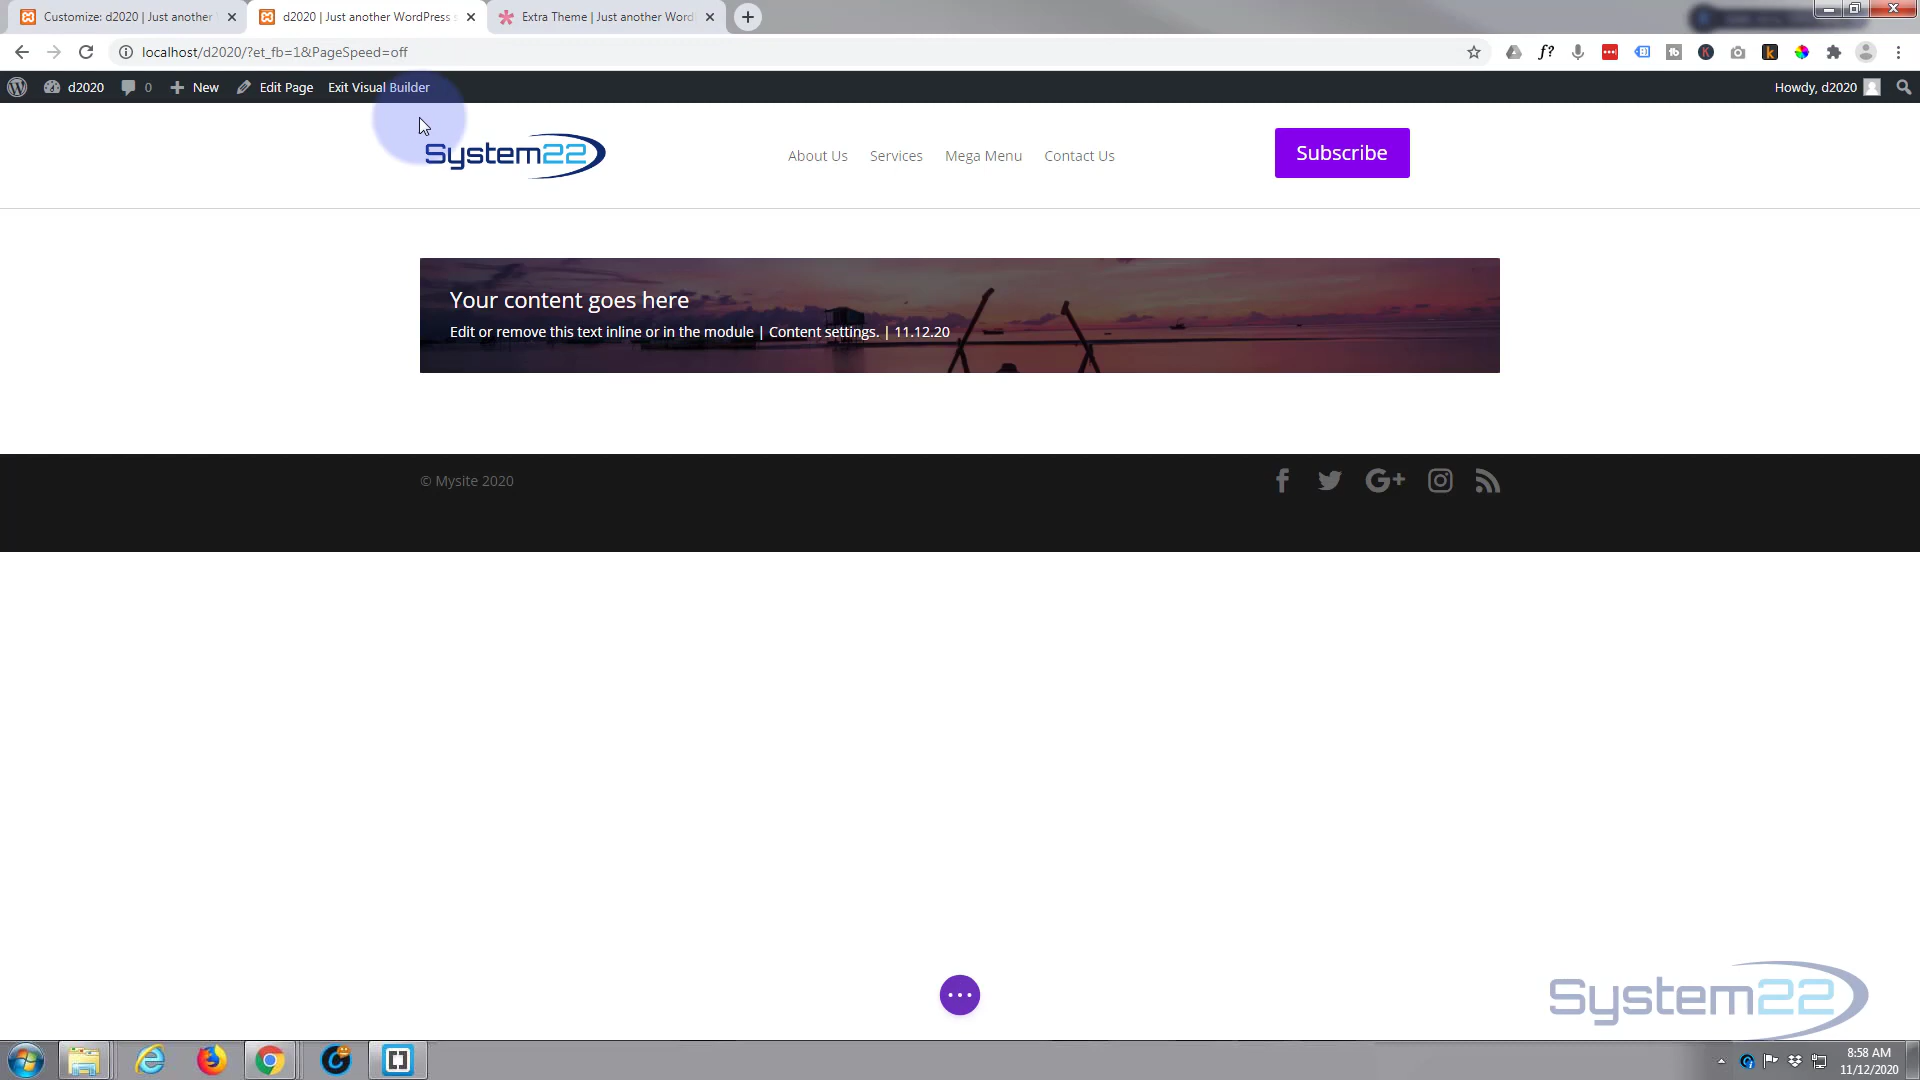 Customize: d2020 | Just another
d2020 | Just another WordPress s
Extra Theme | Just another Word
localhost/d2020/?et_fb=1&PageSpeed=off
d2020
0
New
Edit Page
Exit Visual Builder
Howdy, d2020
System22
About Us
Services
Mega Menu
Contact Us
Subscribe
Your content goes here
Edit or remove this text inline or in the module | Content settings. | 11.12.20
© Mysite 2020
System22
8:58 AM
11/12/2020